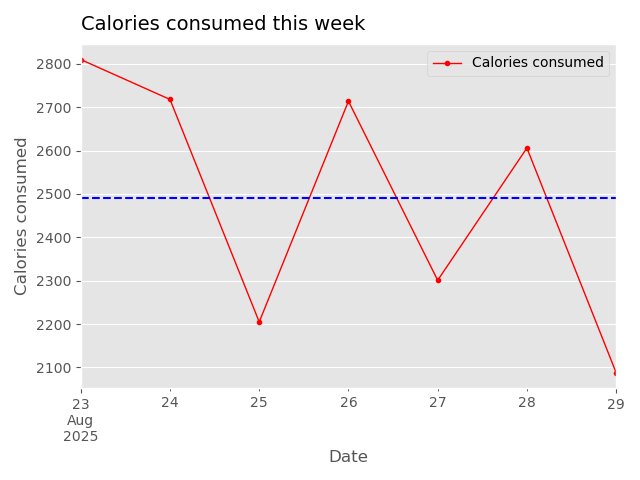 Calories consumed this week
Calories consumed
2800
2700
2600
2500
2400
2300
2200
2100
Calories consumed
23 24 25 26 27 28 29
Aug
2025
Date